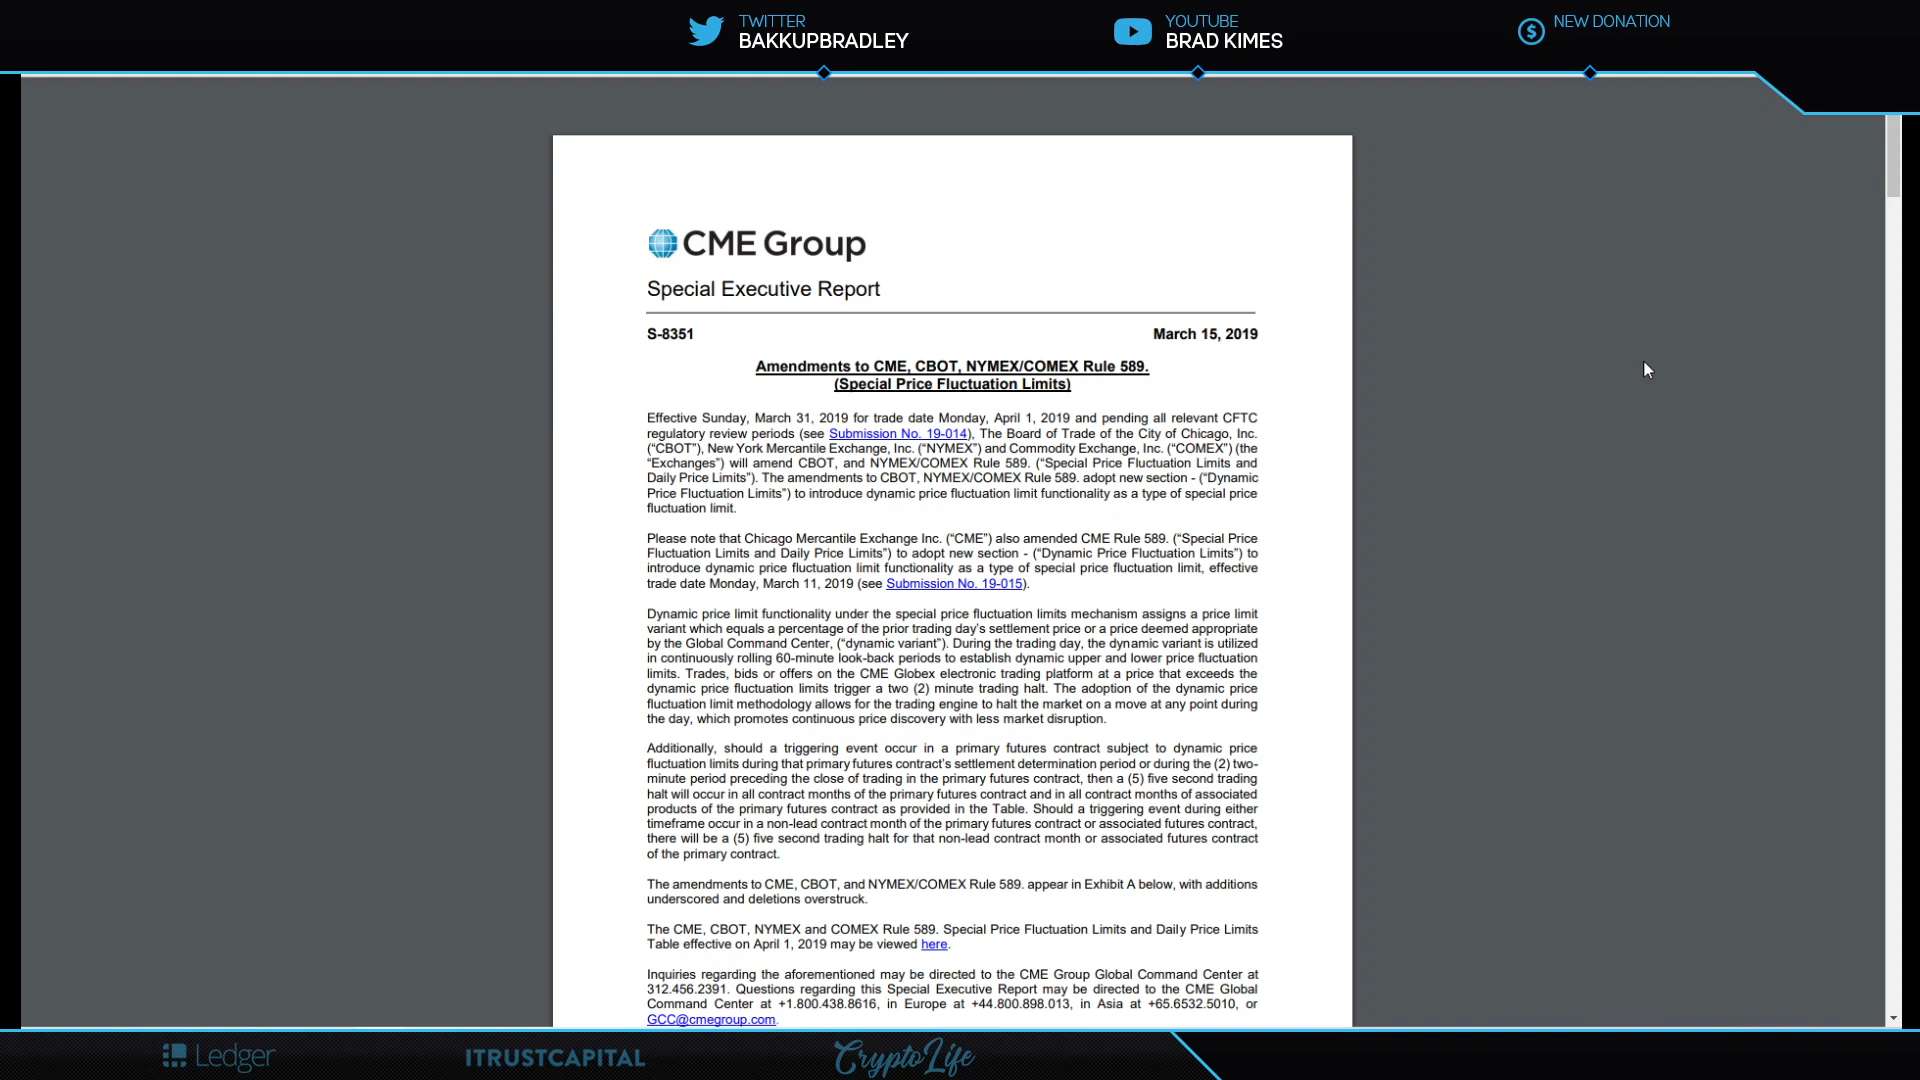 TWITTER
BAKKUPBRADLEY
YOUTUBE
BRAD KIMES
NEW DONATION
CME Group
Special Executive Report
S-8351
March 15, 2019
Amendments to CME, CBOT, NYMEX/COMEX Rule 589.
(Special Price Fluctuation Limits)
Effective Sunday, March 31, 2019 for trade date Monday, April 1, 2019 and pending all relevant CFTC
regulatory review periods (see Submission No. 19-014), The Board of Trade of the City of Chicago, Inc.
(“CBOT”), New York Mercantile Exchange, Inc. (“NYMEX”) and Commodity Exchange, Inc. (“COMEX”) (the
“Exchanges”) will amend CBOT, and NYMEX/COMEX Rule 589. (“Special Price Fluctuation Limits and
Daily Price Limits”). The amendments to CBOT, NYMEX/COMEX Rule 589. adopt new section - (“Dynamic
Price Fluctuation Limits”) to introduce dynamic price fluctuation limit functionality as a type of special price
fluctuation limit.
Please note that Chicago Mercantile Exchange Inc. (“CME”) also amended CME Rule 589. (“Special Price
Fluctuation Limits and Daily Price Limits”) to adopt new section - (“Dynamic Price Fluctuation Limits”) to
introduce dynamic price fluctuation limit functionality as a type of special price fluctuation limit, effective
trade date Monday, March 11, 2019 (see Submission No. 19-015).
Dynamic price limit functionality under the special price fluctuation limits mechanism assigns a price limit
variant which equals a percentage of the prior trading day’s settlement price or a price deemed appropriate
by the Global Command Center, (“dynamic variant”). During the trading day, the dynamic variant is utilized
in continuously rolling 60-minute look-back periods to establish dynamic upper and lower price fluctuation
limits. Trades, bids or offers on the CME Globex electronic trading platform at a price that exceeds the
dynamic price fluctuation limits trigger a two (2) minute trading halt. The adoption of the dynamic price
fluctuation limit methodology allows for the trading engine to halt the market on a move at any point during
the day, which promotes continuous price discovery with less market disruption.
Additionally, should a triggering event occur in a primary futures contract subject to dynamic price
fluctuation limits during that primary futures contract’s settlement determination period or during the (2) two-
minute period preceding the close of trading in the primary futures contract, then a (5) five second trading
halt will occur in all contract months of the primary futures contract and in all contract months of associated
products of the primary futures contract as provided in the Table. Should a triggering event during either
timeframe occur in a non-lead contract month of the primary futures contract or associated futures contract,
there will be a (5) five second trading halt for that non-lead contract month or associated futures contract
of the primary contract.
The amendments to CME, CBOT, and NYMEX/COMEX Rule 589. appear in Exhibit A below, with additions
underscored and deletions overstruck.
The CME, CBOT, NYMEX and COMEX Rule 589. Special Price Fluctuation Limits and Daily Price Limits
Table effective on April 1, 2019 may be viewed here.
Inquiries regarding the aforementioned may be directed to the CME Group Global Command Center at
312.456.2391. Questions regarding this Special Executive Report may be directed to the CME Global
Command Center at +1.800.438.8616, in Europe at +44.800.898.013, in Asia at +65.6532.5010, or
GCC@cmegroup.com.
Ledger
ITRUSTCAPITAL
CryptoLife